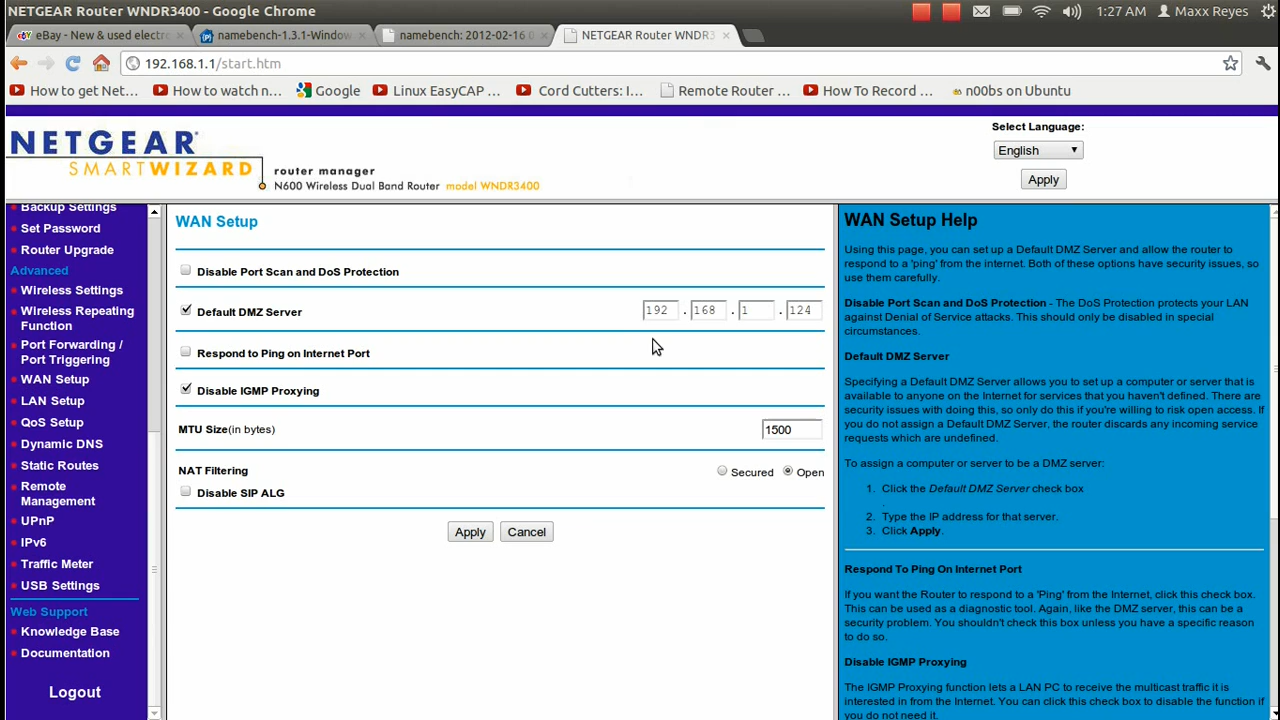 NETGEAR Router WNDR3400 - Google Chrome
1:27 AM
Maxx Reyes
eBay - New & used electr
namebench-1.3.1-Window
namebench: 2012-02-16
NETGEAR Router WNDR3
192.168.1.1/start.htm
How to get Net...
How to watch n...
Google
Linux EasyCAP ...
Cord Cutters: I...
Remote Router ...
How To Record ...
n00bs on Ubuntu
NETGEAR
SMARTWIZARD
router manager
N600 Wireless Dual Band Router model WNDR3400
Select Language:
English
Apply
Backup Settings
Set Password
Router Upgrade
Advanced
Wireless Settings
Wireless Repeating
Function
Port Forwarding /
Port Triggering
WAN Setup
LAN Setup
QoS Setup
Dynamic DNS
Static Routes
Remote
Management
UPnP
IPv6
Traffic Meter
USB Settings
Web Support
Knowledge Base
Documentation
Logout
WAN Setup
Disable Port Scan and DoS Protection
Default DMZ Server 192 . 168 . 1 . 124
Respond to Ping on Internet Port
Disable IGMP Proxying
MTU Size(in bytes) 1500
NAT Filtering Secured Open
Disable SIP ALG
Apply Cancel
WAN Setup Help
Using this page, you can set up a Default DMZ Server and allow the router to
respond to a 'ping' from the internet. Both of these options have security issues, so
use them carefully.
Disable Port Scan and DoS Protection - The DoS Protection protects your LAN
against Denial of Service attacks. This should only be disabled in special
circumstances.
Default DMZ Server
Specifying a Default DMZ Server allows you to set up a computer or server that is
available to anyone on the Internet for services that you haven't defined. There are
security issues with doing this, so only do this if you're willing to risk open access. If
you do not assign a Default DMZ Server, the router discards any incoming service
requests which are undefined.
To assign a computer or server to be a DMZ server:
1. Click the Default DMZ Server check box
.
2. Type the IP address for that server.
3. Click Apply.
Respond To Ping On Internet Port
If you want the Router to respond to a 'Ping' from the Internet, click this check box.
This can be used as a diagnostic tool. Again, like the DMZ server, this can be a
security problem. You shouldn't check this box unless you have a specific reason
to do so.
Disable IGMP Proxying
The IGMP Proxying function lets a LAN PC to receive the multicast traffic it is
interested in from the Internet. You can click this check box to disable the function if
you do not need it.